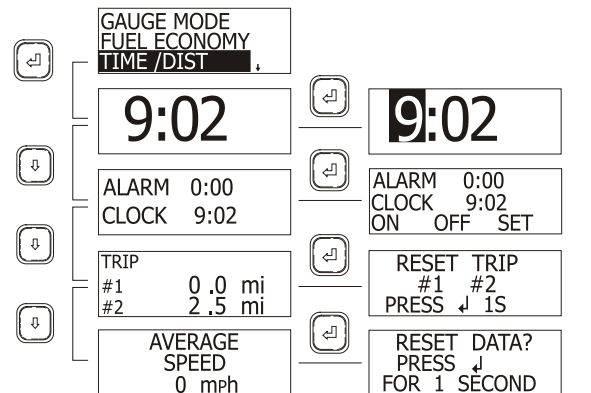 GAUGE MODE
FUEL ECONOMY
TIME /DIST ↓
9:02
9:02
ALARM 0:00
CLOCK 9:02
ALARM 0:00
CLOCK 9:02
ON OFF SET
TRIP
#1 0.0 mi
#2 2.5 mi
RESET TRIP
#1 #2
PRESS ↲ 1S
AVERAGE
SPEED
0 mPh
RESET DATA?
PRESS ↲
FOR 1 SECOND